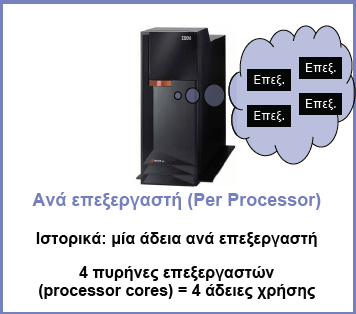 IBM
Επεξ.
Επεξ.
Επεξ.
Επεξ.
Ανά επεξεργαστή (Per Processor)
Ιστορικά: μία άδεια ανά επεξεργαστή
4 πυρήνες επεξεργαστών
(processor cores) = 4 άδειες χρήσης